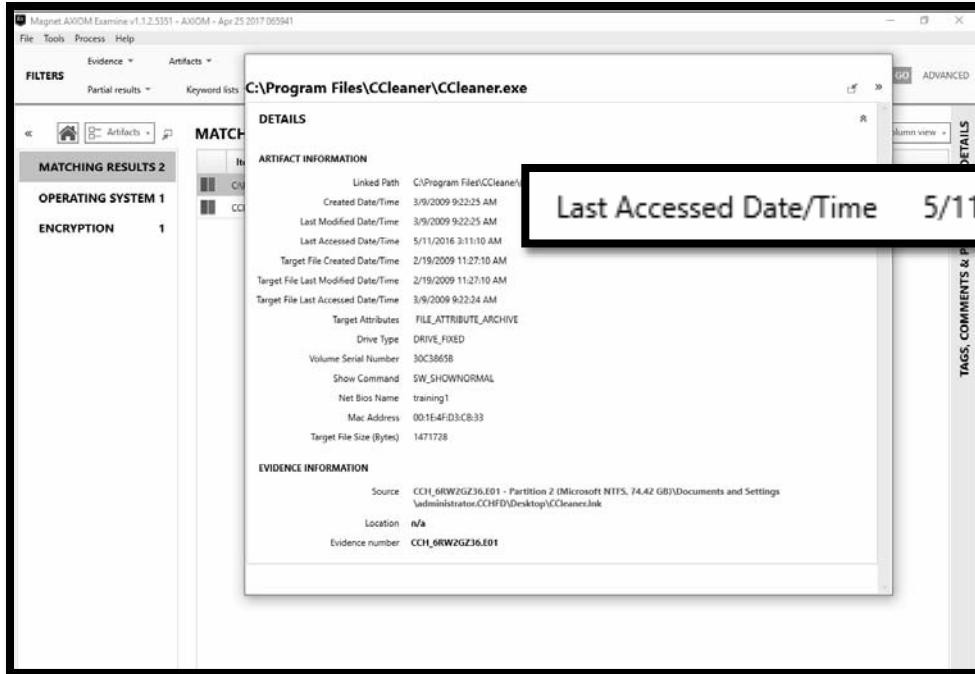 Magnet AXIOM Examine v1.1.2.5351 - AXIOM - Apr 25 2017 065941
File Tools Process Help
FILTERS
Evidence
Artifacts
Partial results
Keyword lists
GO ADVANCED
Artifacts
MATCH
MATCHING RESULTS 2
OPERATING SYSTEM 1
ENCRYPTION 1
C:\Program Files\CCleaner\CCleaner.exe
DETAILS
ARTIFACT INFORMATION
Linked Path C:\Program Files\CCleaner\
Created Date/Time 3/9/2009 9:22:25 AM
Last Modified Date/Time 3/9/2009 9:22:25 AM
Last Accessed Date/Time 5/11/2016 3:11:10 AM
Target File Created Date/Time 2/19/2009 11:27:10 AM
Target File Last Modified Date/Time 2/19/2009 11:27:10 AM
Target File Last Accessed Date/Time 3/9/2009 9:22:24 AM
Target Attributes FILE_ATTRIBUTE_ARCHIVE
Drive Type DRIVE_FIXED
Volume Serial Number 30C3865B
Show Command SW_SHOWNORMAL
Net Bios Name training1
Mac Address 00:1E:4F:D3:C8:33
Target File Size (Bytes) 1471728
EVIDENCE INFORMATION
Source CCH_6RW2GZ36.E01 - Partition 2 (Microsoft NTFS, 74.42 GB)\Documents and Settings
\administrator.CCHFD\Desktop\CCleaner.lnk
Location n/a
Evidence number CCH_6RW2GZ36.E01
Last Accessed Date/Time 5/11
column view
DETAILS
TAGS, COMMENTS & P